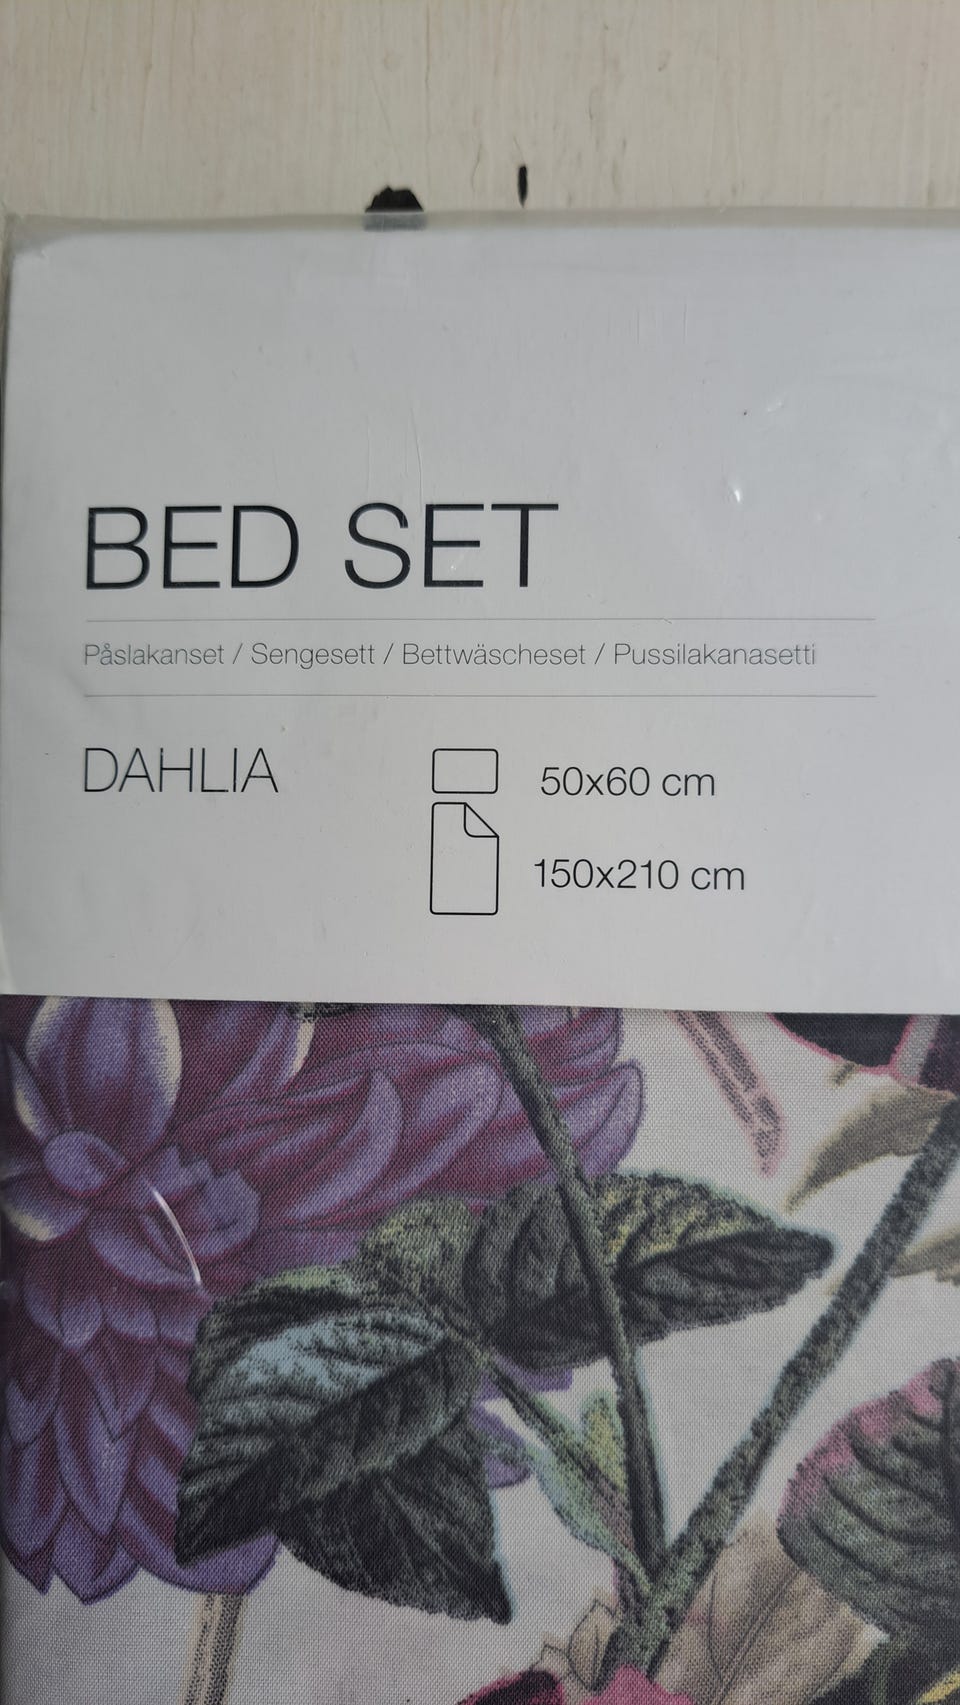 BED SET
Påslakanset / Sengesett / Bettwäscheset / Pussilakanasetti
DAHLIA
50x60 cm
150x210 cm